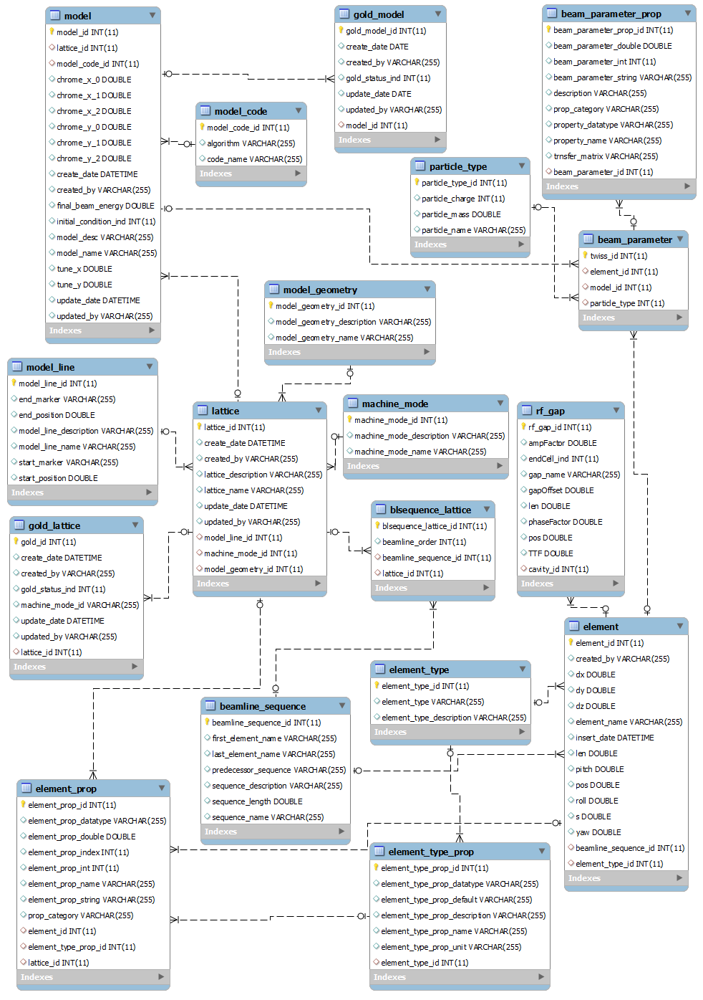 model
model_id INT(11)
lattice_id INT(11)
model_code_id INT(11)
chrome_x_0 DOUBLE
chrome_x_1 DOUBLE
chrome_x_2 DOUBLE
chrome_y_0 DOUBLE
chrome_y_1 DOUBLE
chrome_y_2 DOUBLE
create_date DATETIME
created_by VARCHAR(255)
final_beam_energy DOUBLE
initial_condition_ind INT(11)
model_desc VARCHAR(255)
model_name VARCHAR(255)
tune_x DOUBLE
tune_y DOUBLE
update_date DATETIME
updated_by VARCHAR(255)
Indexes
gold_model
gold_model_id INT(11)
create_date DATE
created_by VARCHAR(255)
gold_status_ind INT(11)
update_date DATE
updated_by VARCHAR(255)
model_id INT(11)
Indexes
beam_parameter_prop
beam_parameter_prop_id INT(11)
beam_parameter_double DOUBLE
beam_parameter_int INT(11)
beam_parameter_string VARCHAR(255)
description VARCHAR(255)
prop_category VARCHAR(255)
property_datatype VARCHAR(255)
property_name VARCHAR(255)
trnsfer_matrix VARCHAR(255)
beam_parameter_id INT(11)
Indexes
model_code
model_code_id INT(11)
algorithm VARCHAR(255)
code_name VARCHAR(255)
Indexes
particle_type
particle_type_id INT(11)
particle_charge INT(11)
particle_mass DOUBLE
particle_name VARCHAR(255)
Indexes
beam_parameter
twiss_id INT(11)
element_id INT(11)
model_id INT(11)
particle_type INT(11)
Indexes
model_geometry
model_geometry_id INT(11)
model_geometry_description VARCHAR(255)
model_geometry_name VARCHAR(255)
Indexes
model_line
model_line_id INT(11)
end_marker VARCHAR(255)
end_position DOUBLE
model_line_description VARCHAR(255)
model_line_name VARCHAR(255)
start_marker VARCHAR(255)
start_position DOUBLE
Indexes
lattice
lattice_id INT(11)
create_date DATETIME
created_by VARCHAR(255)
lattice_description VARCHAR(255)
lattice_name VARCHAR(255)
update_date DATETIME
updated_by VARCHAR(255)
model_line_id INT(11)
machine_mode_id INT(11)
model_geometry_id INT(11)
Indexes
machine_mode
machine_mode_id INT(11)
machine_mode_description VARCHAR(255)
machine_mode_name VARCHAR(255)
Indexes
rf_gap
rf_gap_id INT(11)
ampFactor DOUBLE
endCell_ind INT(11)
gap_name VARCHAR(255)
gapOffset DOUBLE
len DOUBLE
phaseFactor DOUBLE
pos DOUBLE
TTF DOUBLE
cavity_id INT(11)
Indexes
gold_lattice
gold_id INT(11)
create_date DATETIME
created_by VARCHAR(255)
gold_status_ind INT(11)
machine_mode_id VARCHAR(255)
update_date DATETIME
updated_by VARCHAR(255)
lattice_id INT(11)
Indexes
blsequence_lattice
blsequence_lattice_id INT(11)
beamline_order INT(11)
beamline_sequence_id INT(11)
lattice_id INT(11)
Indexes
element
element_id INT(11)
created_by VARCHAR(255)
dx DOUBLE
dy DOUBLE
dz DOUBLE
element_name VARCHAR(255)
insert_date DATETIME
len DOUBLE
pitch DOUBLE
pos DOUBLE
roll DOUBLE
s DOUBLE
yaw DOUBLE
beamline_sequence_id INT(11)
element_type_id INT(11)
Indexes
element_type
element_type_id INT(11)
element_type VARCHAR(255)
element_type_description VARCHAR(255)
Indexes
beamline_sequence
beamline_sequence_id INT(11)
first_element_name VARCHAR(255)
last_element_name VARCHAR(255)
predecessor_sequence VARCHAR(255)
sequence_description VARCHAR(255)
sequence_length DOUBLE
sequence_name VARCHAR(255)
Indexes
element_prop
element_prop_id INT(11)
element_prop_datatype VARCHAR(255)
element_prop_double DOUBLE
element_prop_index INT(11)
element_prop_int INT(11)
element_prop_name VARCHAR(255)
element_prop_string VARCHAR(255)
prop_category VARCHAR(255)
element_id INT(11)
element_type_prop_id INT(11)
lattice_id INT(11)
Indexes
element_type_prop
element_type_prop_id INT(11)
element_type_prop_datatype VARCHAR(255)
element_type_prop_default VARCHAR(255)
element_type_prop_description VARCHAR(255)
element_type_prop_name VARCHAR(255)
element_type_prop_unit VARCHAR(255)
element_type_id INT(11)
Indexes